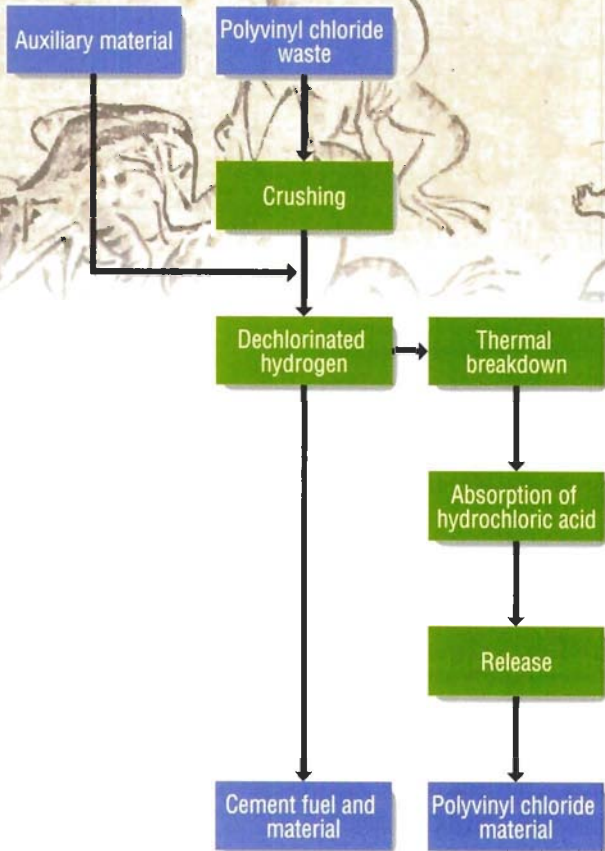 Auxiliary material
Polyvinyl chloride
waste
Crushing
Dechlorinated
hydrogen
Thermal
breakdown
Absorption of
hydrochloric acid
Release
Cement fuel and
material
Polyvinyl chloride
material